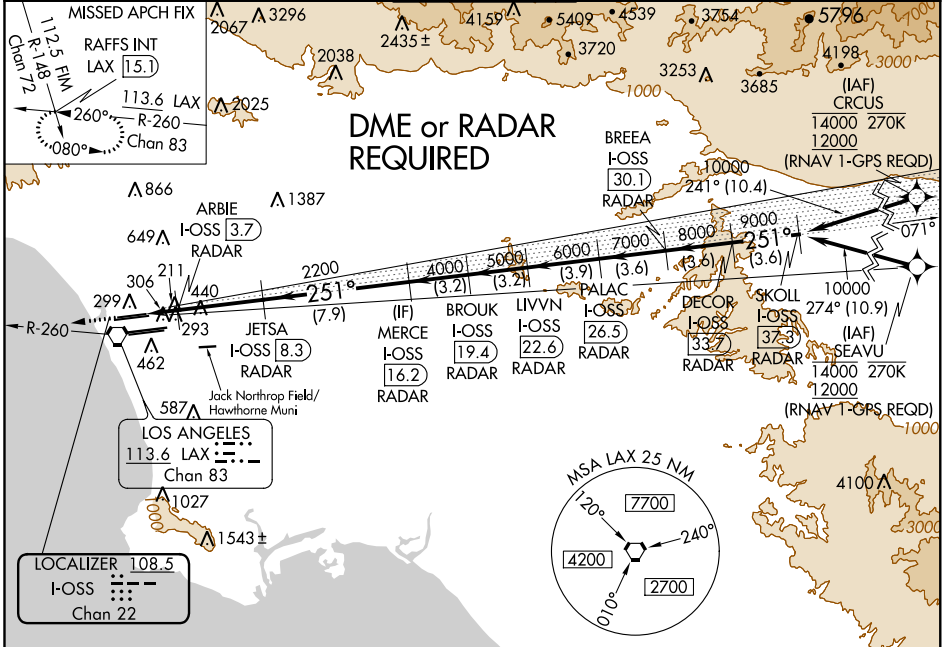 MISSED APCH FIX
112.5 FIM
R-148
Chan 72
RAFFS INT
LAX 15.1
113.6 LAX
260°
R-260
Chan 83
080°
2067
3296
2435±
2038
2025
4159
5409
4539
3720
3754
5796
3253
3685
4198
3000
1000
DME or RADAR
REQUIRED
(IAF)
CRCUS
14000 270K
12000
(RNAV 1-GPS REQD)
BREEA
I-OSS
30.1
RADAR
10000
241° (10.4)
071°
866
1387
649
ARBIE
I-OSS 3.7
RADAR
306
211
440
299
293
462
R-260
2200
251°
(7.9)
4000
(3.2)
5000
(3.2)
6000
(3.9)
7000
(3.6)
8000
(3.6)
9000
251°
(3.6)
10000
274° (10.9)
JETSA
I-OSS 8.3
RADAR
(IF)
MERCE
I-OSS
16.2
RADAR
BROUK
I-OSS
19.4
RADAR
LIVVN
I-OSS
22.6
RADAR
PALAC
I-OSS
26.5
RADAR
DECOR
I-OSS
33.7
RADAR
SKOLL
I-OSS
37.3
RADAR
(IAF)
SEAVU
14000 270K
12000
(RNAV 1-GPS REQD)
1000
Jack Northrop Field/
Hawthorne Muni
587
LOS ANGELES
113.6 LAX
Chan 83
1027
1543±
LOCALIZER 108.5
I-OSS
Chan 22
MSA LAX 25 NM
120°
7700
240°
4200
2700
010°
4100
3000